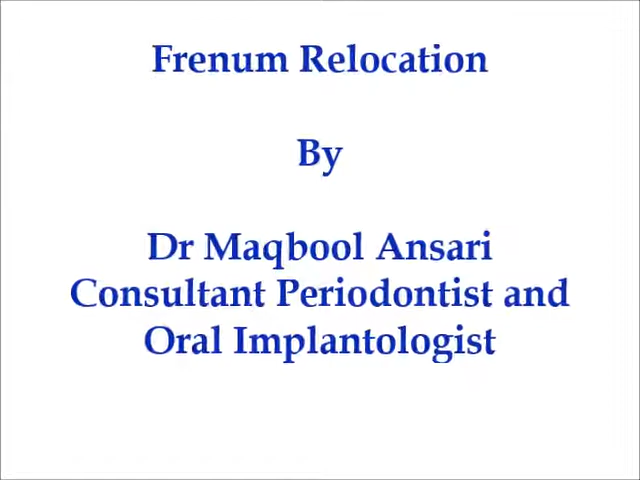 Frenum Relocation
By
Dr Maqbool Ansari
Consultant Periodontist and
Oral Implantologist